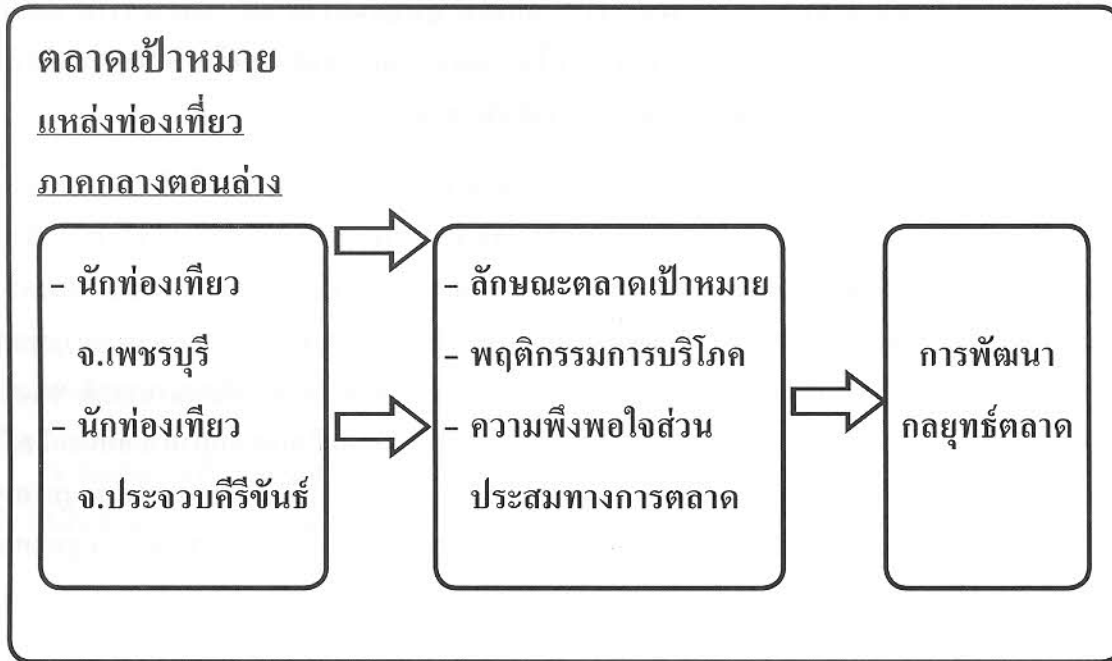 ตลาดเป้าหมาย
แหล่งท่องเที่ยว
ภาคกลางตอนล่าง
- นักท่องเทียว
จ.เพชรบุรี
- นักท่องเทียว
จ.ประจวบคีรีขันธ์
- ลักษณะตลาดเป้าหมาย
- พฤติกรรมการบริโภค
- ความพึงพอใจส่วน
ประสมทางการตลาด
การพัฒนา
กลยุทธ์ตลาด